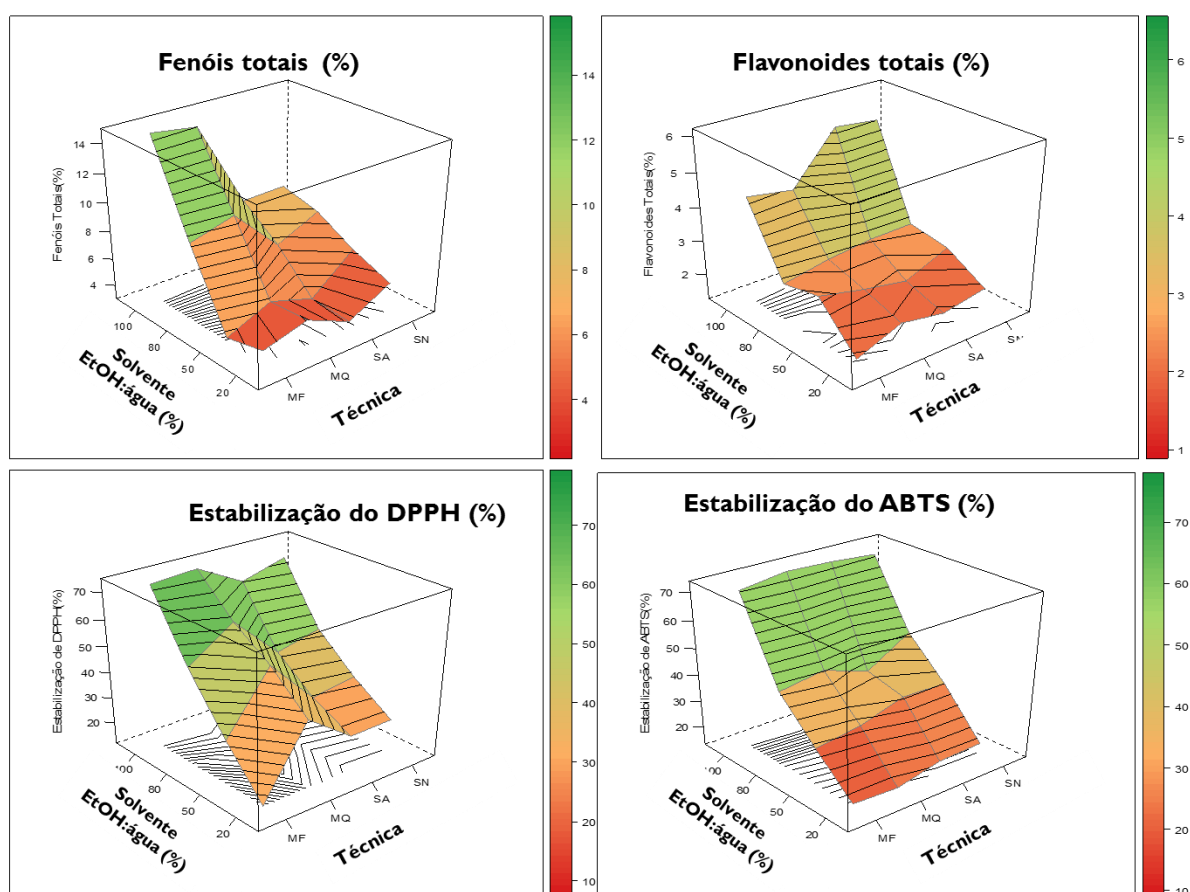 Fenóis totais (%)
Fenóis Totais(%)
14
12
10
8
6
4
100
80
50
20
Solvente
EtOH:água (%)
MF
MQ
SA
SN
Técnica
14
12
10
8
6
4
Flavonoides totais (%)
Flavonoides Totais(%)
6
5
4
3
2
100
80
50
20
Solvente
EtOH:água (%)
MF
MQ
SA
Técnica
6
5
4
3
2
1
Estabilização do DPPH (%)
Estabilização de DPPH(%)
70
60
50
40
30
20
80
50
20
Solvente
EtOH:água (%)
MF
MQ
SA
SN
Técnica
70
60
50
40
30
20
10
Estabilização do ABTS (%)
Estabilização de ABTS(%)
70
60
50
40
30
20
80
50
20
Solvente
EtOH:água (%)
MF
MQ
SA
SN
Técnica
70
60
50
40
30
20
10